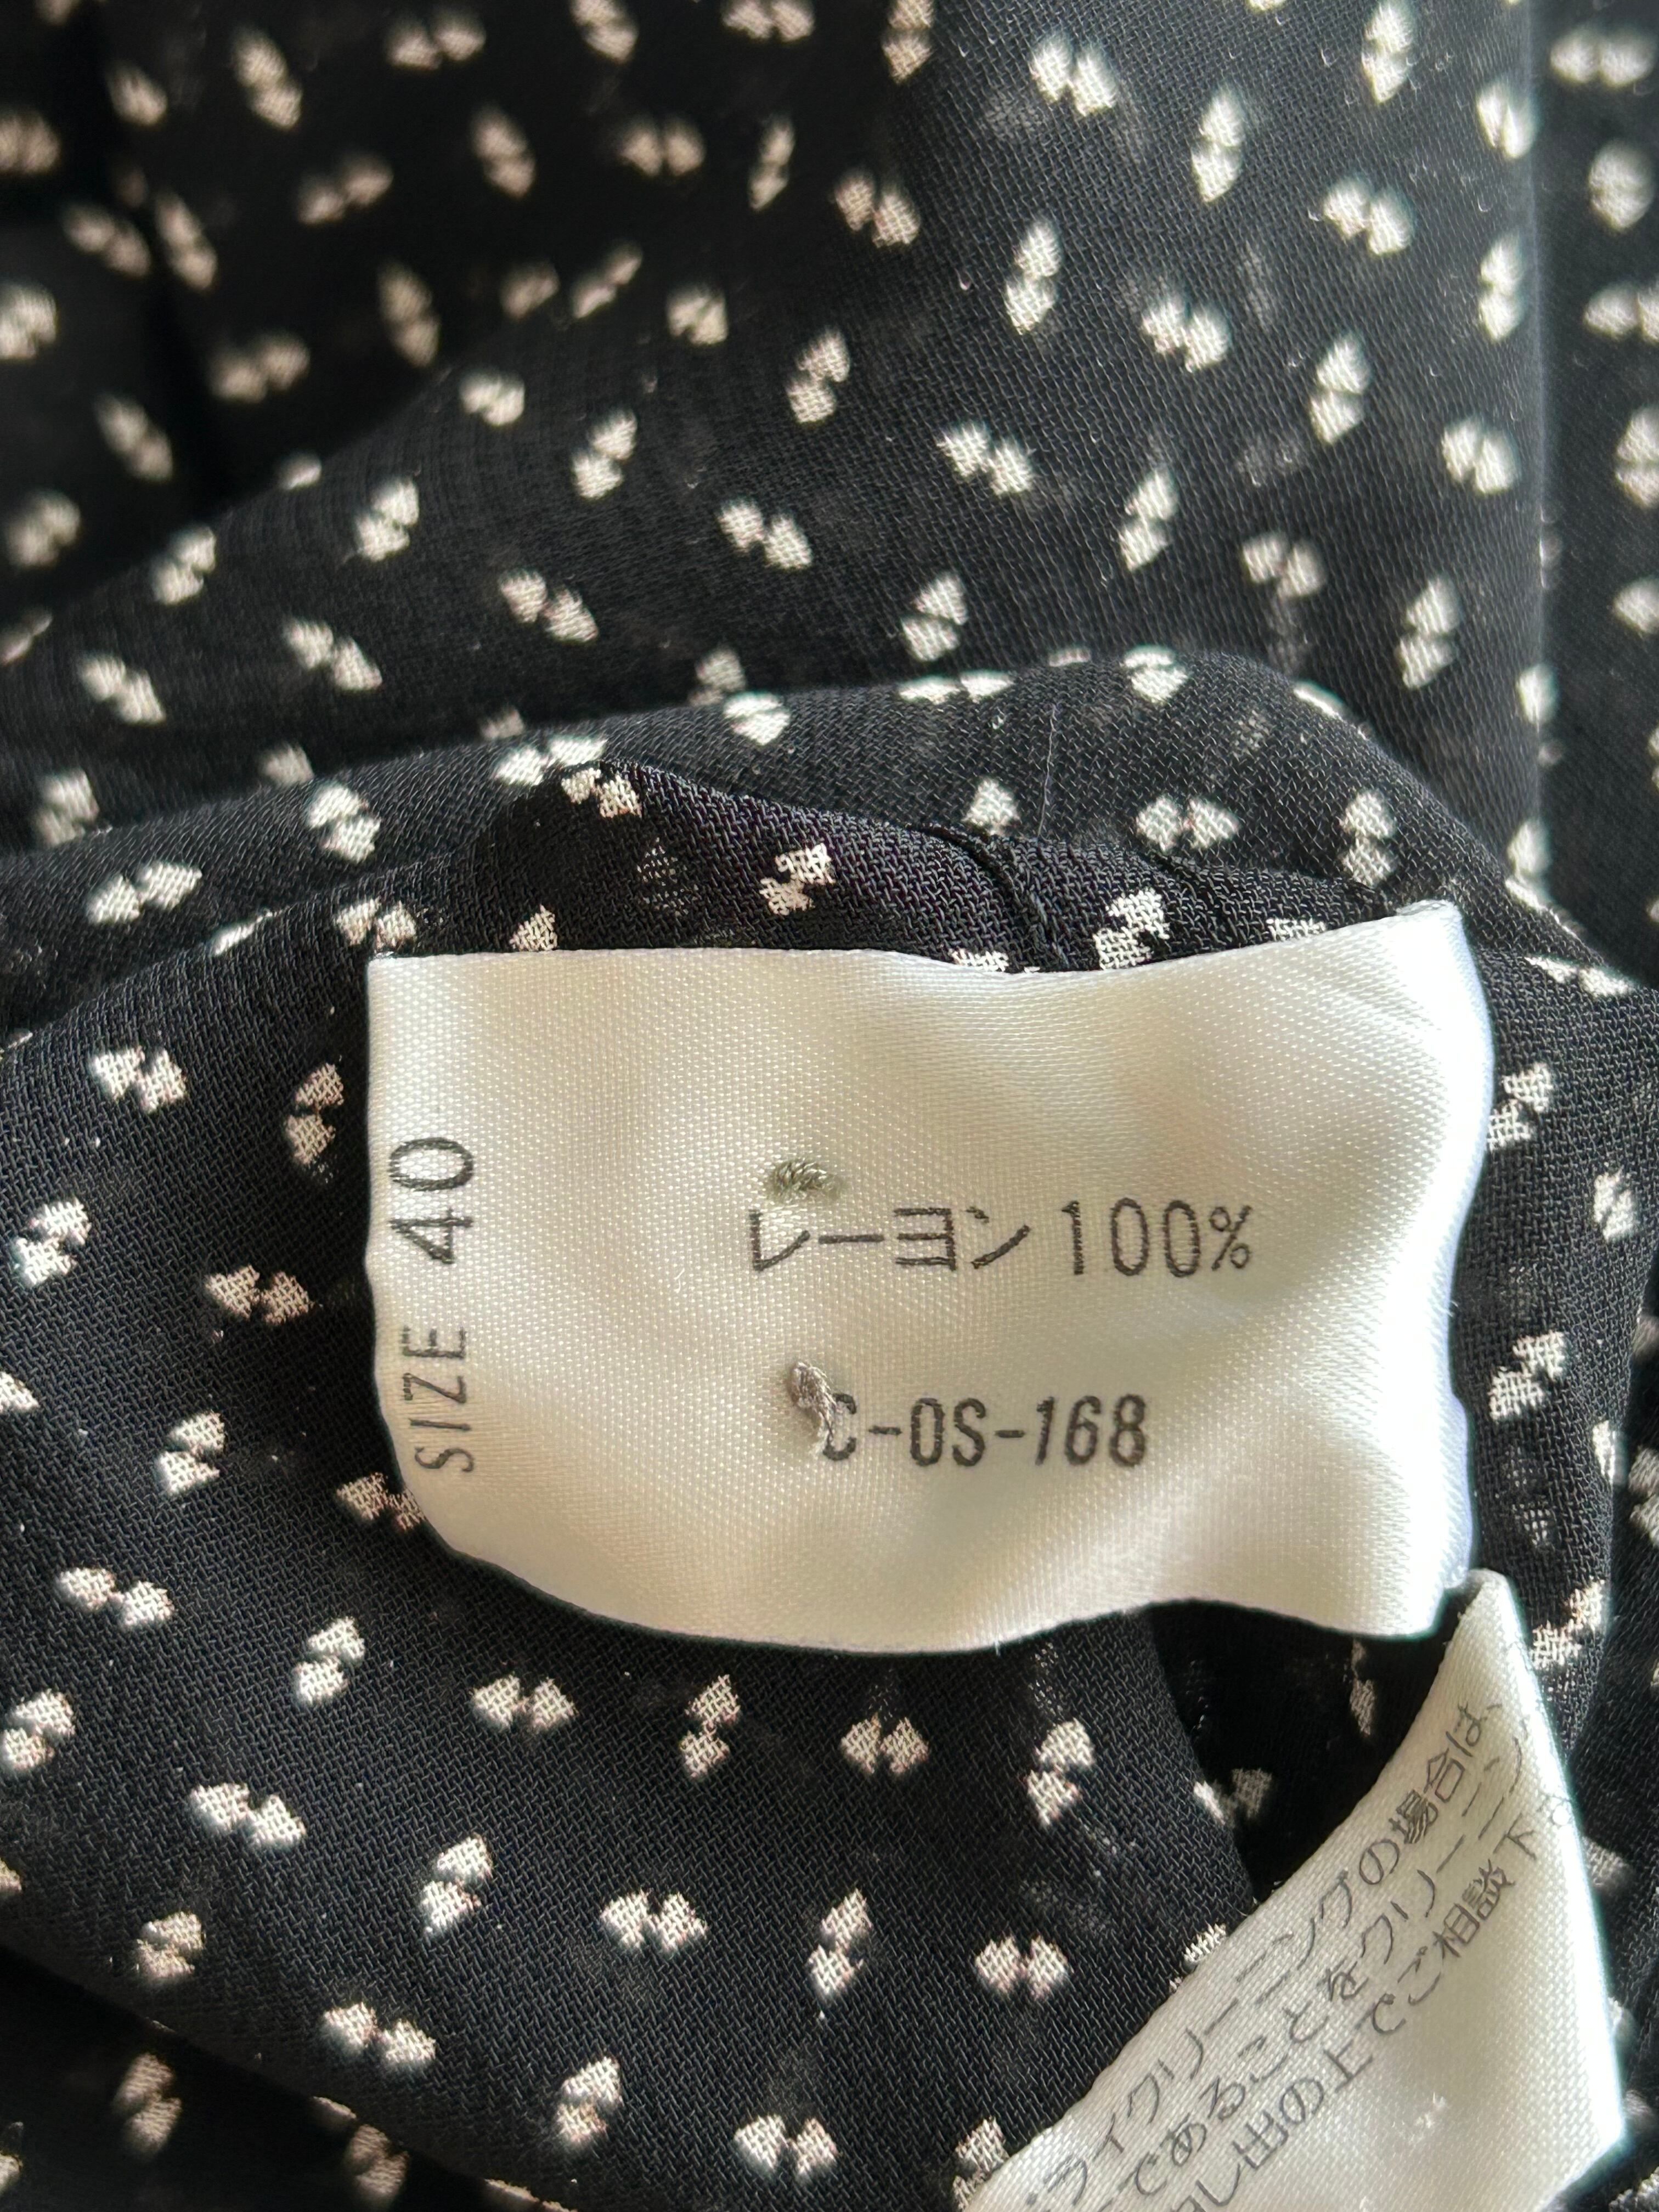 SIZE 40
レーヨン100%
C-OS-168
ライクリーニングの場合は、
であることをクリーニン
し出の上でご相談下